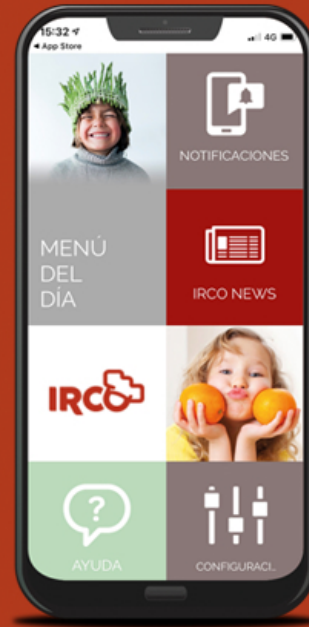 15:32
4G
App Store
NOTIFICACIONES
MENÚ
DEL
DÍA
IRCO NEWS
IRCO
?
AYUDA
CONFIGURACI...